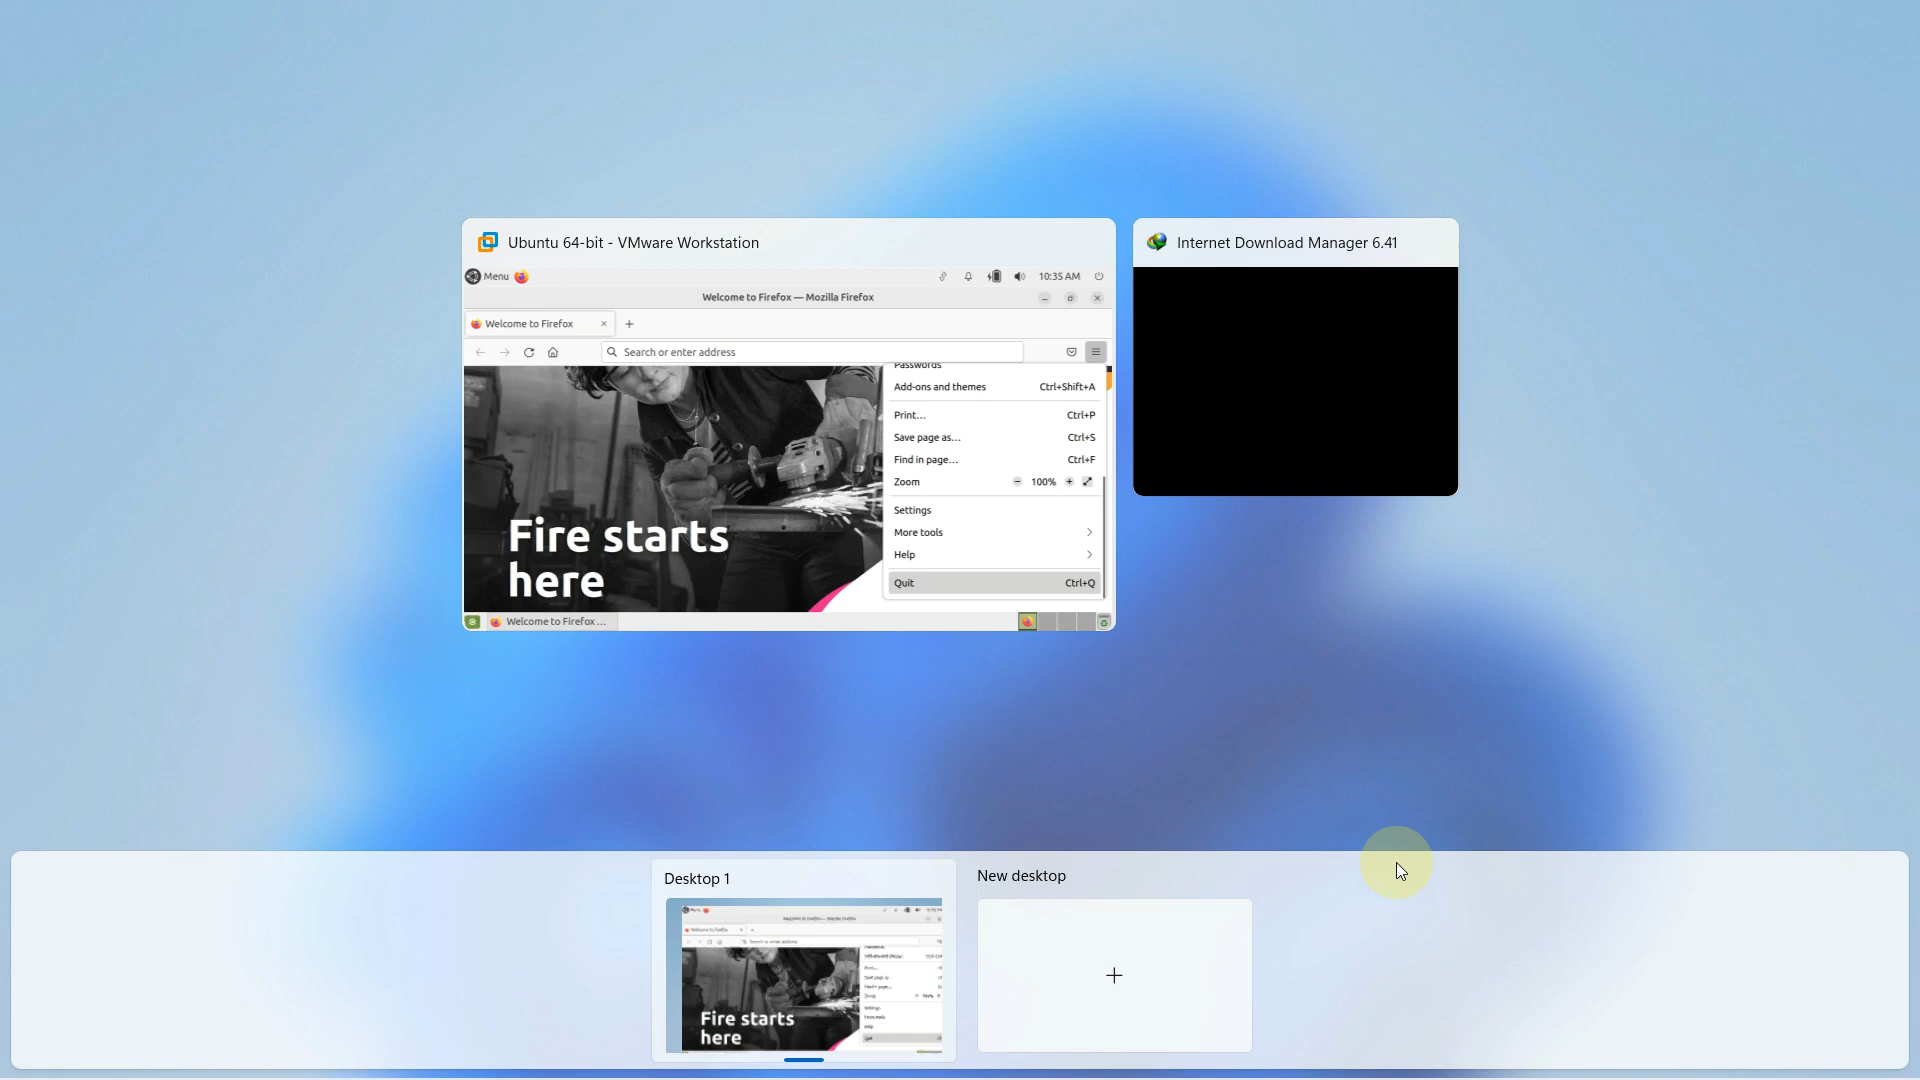 Ubuntu 64-bit - VMware Workstation
Menu
10:35 AM
Welcome to Firefox — Mozilla Firefox
Welcome to Firefox
Search or enter address
Passwords
Add-ons and themes Ctrl+Shift+A
Print... Ctrl+P
Save page as... Ctrl+S
Find in page... Ctrl+F
Zoom 100%
Settings
More tools
Help
Quit Ctrl+Q
Fire starts
here
Welcome to Firefox ...
Internet Download Manager 6.41
Desktop 1
Fire starts
here
New desktop